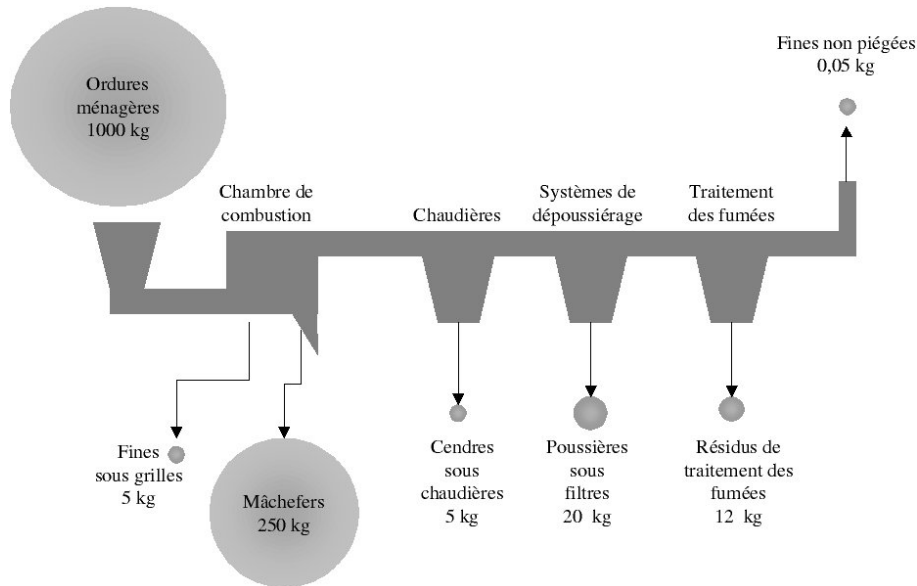 Fines non piégées
0,05 kg
Ordures
ménagères
1000 kg
Chambre de
combustion
Chaudières
Systèmes de
dépoussiérage
Traitement
des fumées
Fines
sous grilles
5 kg
Mâchefers
250 kg
Cendres
sous
chaudières
5 kg
Poussières
sous
filtres
20 kg
Résidus de
traitement des
fumées
12 kg